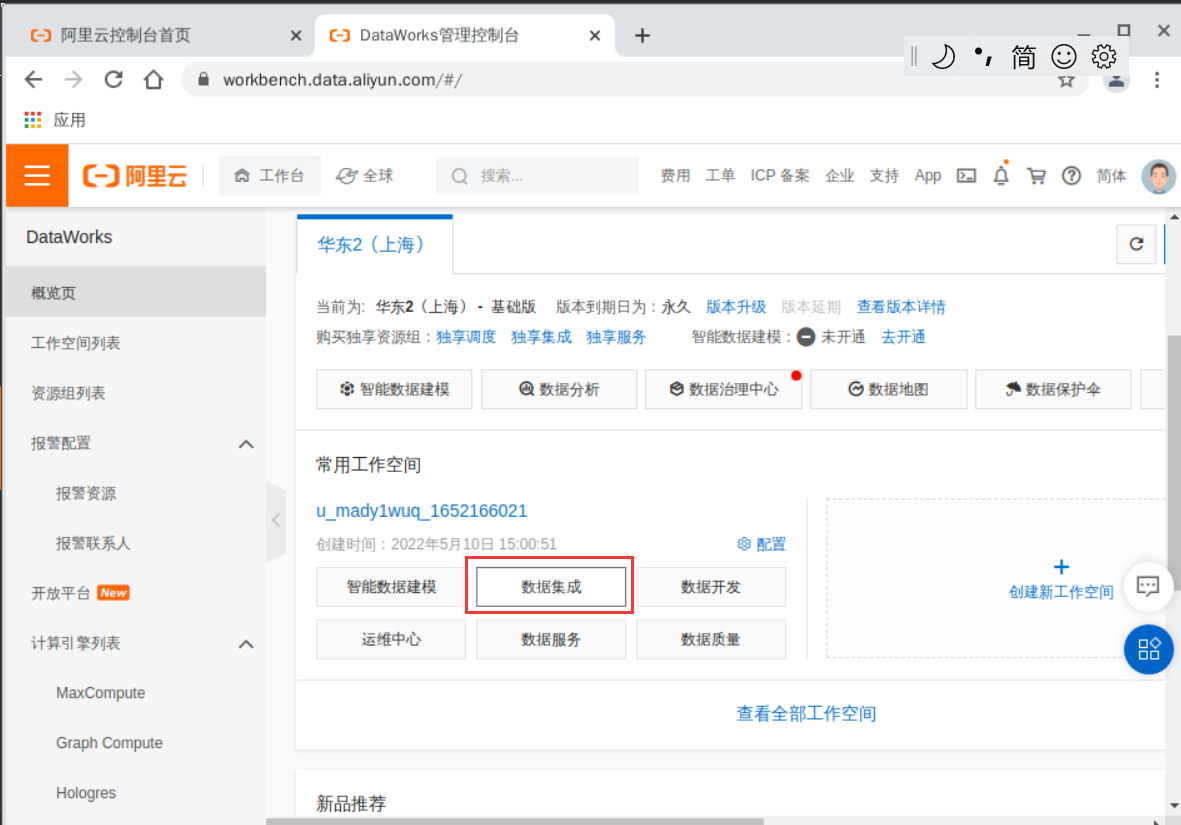 阿里云控制台首页
DataWorks管理控制台
简
workbench.data.aliyun.com/#/
应用
阿里云
工作台
全球
搜索...
费用 工单 ICP 备案 企业 支持 App 简体
DataWorks
概览页
工作空间列表
资源组列表
报警配置
报警资源
报警联系人
开放平台 New
计算引擎列表
MaxCompute
Graph Compute
Hologres
华东2（上海）
当前为: 华东2（上海） - 基础版 版本到期日为：永久 版本升级 版本延期 查看版本详情
购买独享资源组：独享调度 独享集成 独享服务 智能数据建模： 未开通 去开通
智能数据建模 数据分析 数据治理中心 数据地图 数据保护伞
常用工作空间
u_mady1wuq_1652166021
创建时间：2022年5月10日 15:00:51 配置
智能数据建模 数据集成 数据开发
运维中心 数据服务 数据质量
创建新工作空间
查看全部工作空间
新品推荐